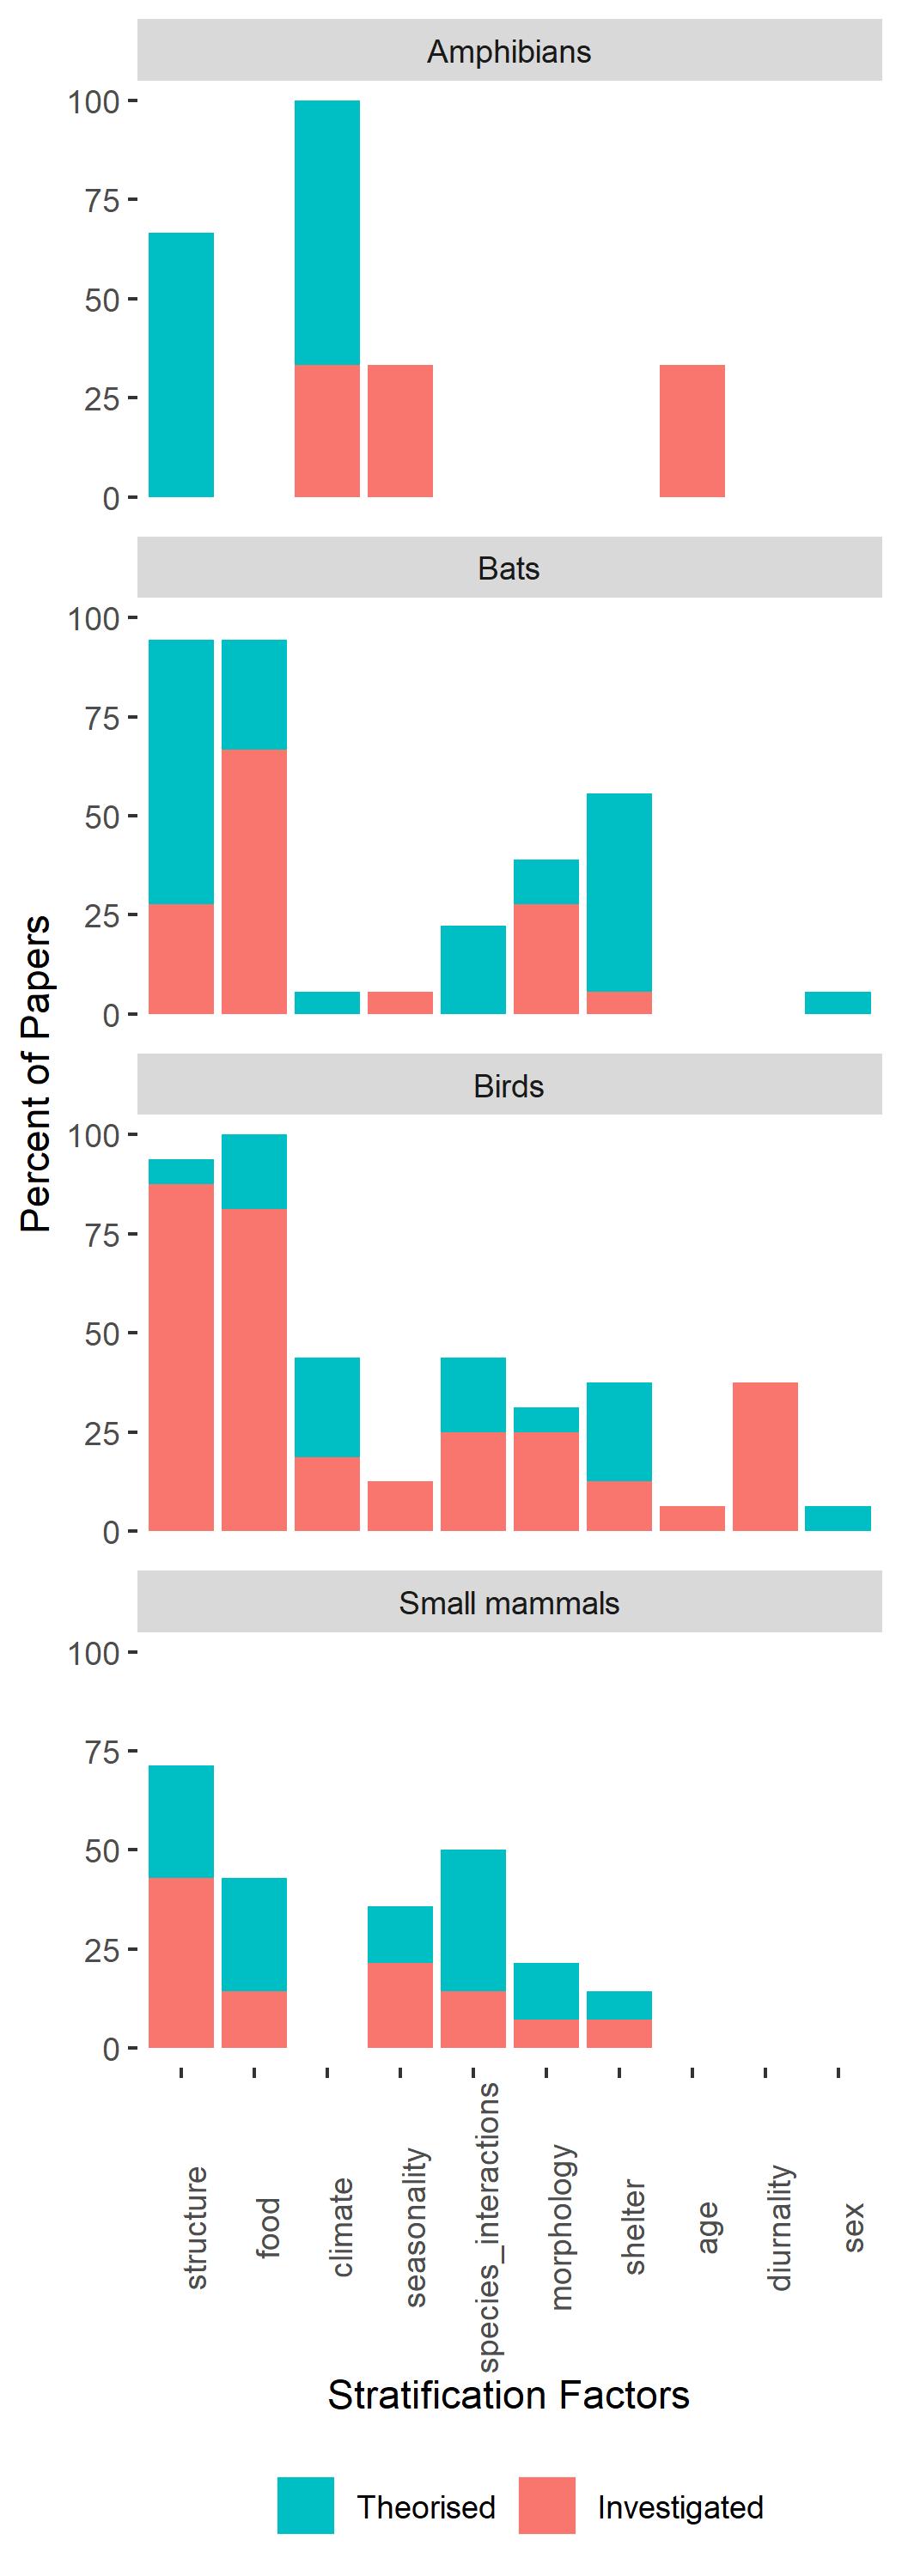 Amphibians
100
75
50
25
0
Bats
100
75
50
25
0
Birds
100
75
50
25
0
Small mammals
100
75
50
25
0
Percent of Papers
structure
food
climate
seasonality
species_interactions
morphology
shelter
age
diurnality
sex
Stratification Factors
Theorised
Investigated